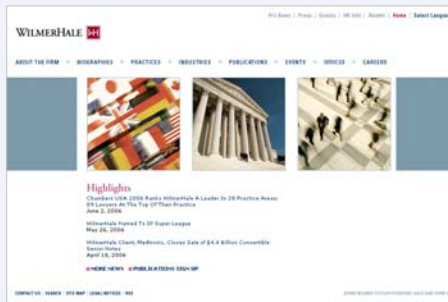 Pro Bono | Press | Events | HR Info | Alumni | Home | Select Langua
WILMERHALE WH
ABOUT THE FIRM BIOGRAPHIES PRACTICES INDUSTRIES PUBLICATIONS EVENTS OFFICES CAREERS
Highlights
Chambers USA 2006 Ranks WilmerHale A Leader In 28 Practice Areas:
69 Lawyers At The Top Of Their Practice
June 2, 2006
WilmerHale Named To IP Super League
May 26, 2006
WilmerHale Client, Medtronic, Closes Sale of $4.4 Billion Convertible
Senior Notes
April 18, 2006
MORE NEWS PUBLICATIONS SIGN-UP
CONTACT US | SEARCH | SITE MAP | LEGAL NOTICES | RSS